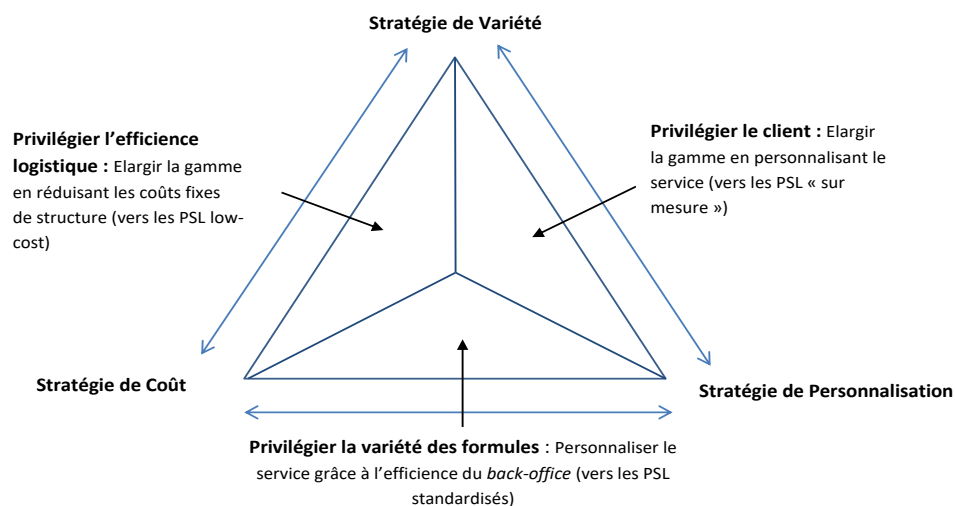 Stratégie de Variété
Privilégier l’efficience
logistique : Elargir la gamme
en réduisant les coûts fixes
de structure (vers les PSL low-
cost)
Privilégier le client : Elargir
la gamme en personnalisant le
service (vers les PSL « sur
mesure »)
Stratégie de Coût
Stratégie de Personnalisation
Privilégier la variété des formules : Personnaliser le
service grâce à l’efficience du back-office (vers les PSL
standardisés)